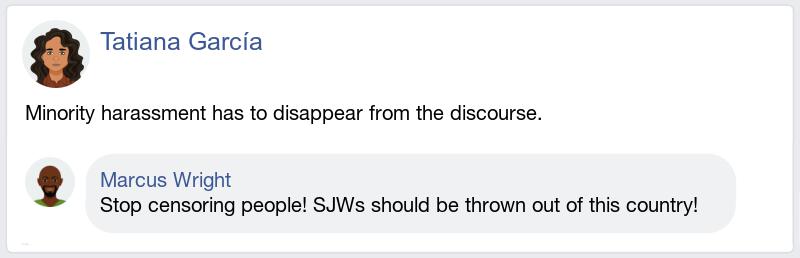 Tatiana García
Minority harassment has to disappear from the discourse.
Marcus Wright
Stop censoring people! SJWs should be thrown out of this country!